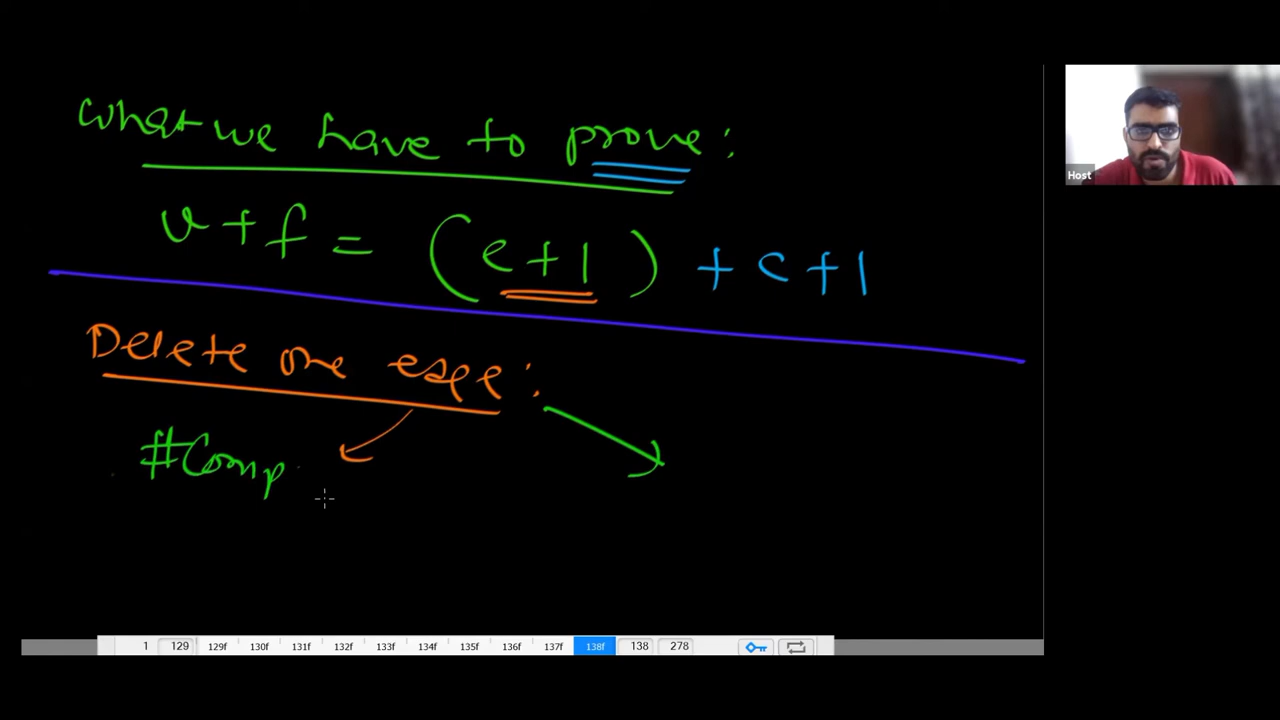 What we have to prove:
v + f = (e + 1) + c + 1
Delete one edge:
#Comp
Host
1 129 129f 130f 131f 132f 133f 134f 135f 136f 137f 138f 138 278